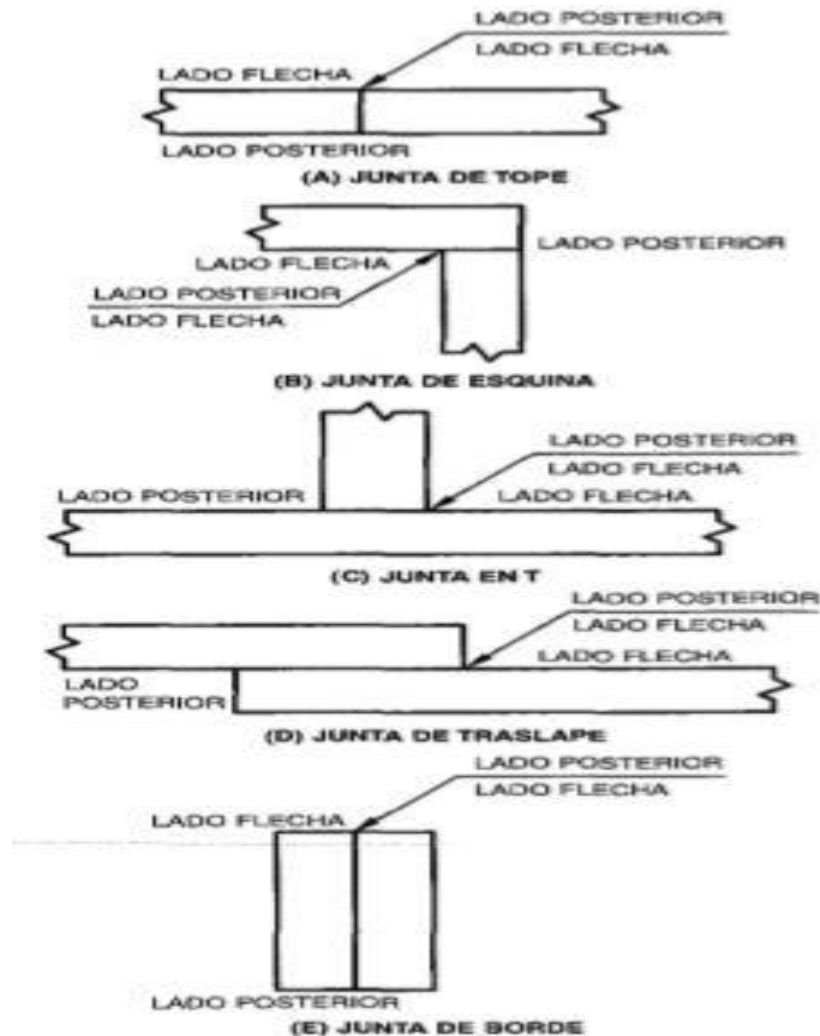 LADO POSTERIOR
LADO FLECHA
LADO FLECHA
LADO POSTERIOR
(A) JUNTA DE TOPE
LADO POSTERIOR
LADO FLECHA
LADO POSTERIOR
LADO FLECHA
(B) JUNTA DE ESQUINA
LADO POSTERIOR
LADO FLECHA
LADO POSTERIOR
LADO FLECHA
(C) JUNTA EN T
LADO POSTERIOR
LADO FLECHA
LADO FLECHA
LADO
POSTERIOR
(D) JUNTA DE TRASLAPE
LADO POSTERIOR
LADO FLECHA
LADO FLECHA
LADO POSTERIOR
(E) JUNTA DE BORDE